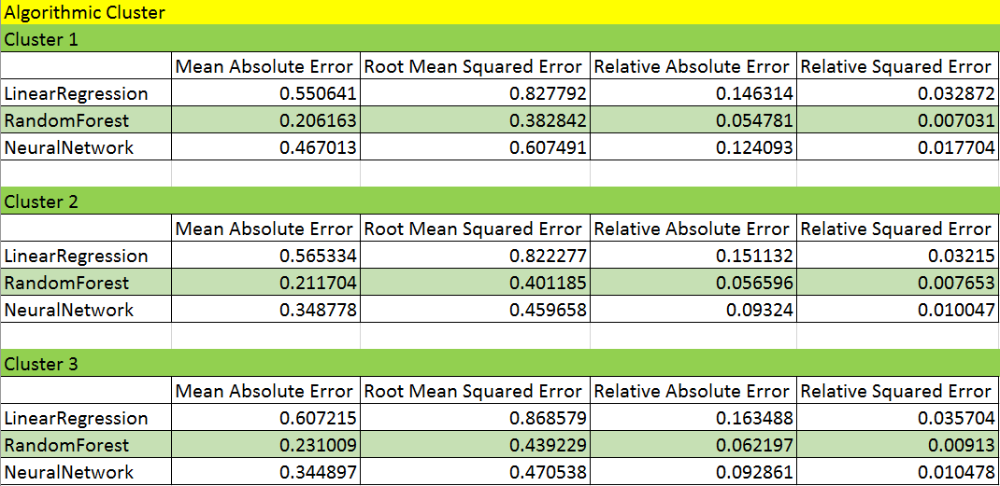 Algorithmic Cluster
Cluster 1
Mean Absolute Error Root Mean Squared Error Relative Absolute Error Relative Squared Error
LinearRegression 0.550641 0.827792 0.146314 0.032872
RandomForest 0.206163 0.382842 0.054781 0.007031
NeuralNetwork 0.467013 0.607491 0.124093 0.017704
Cluster 2
Mean Absolute Error Root Mean Squared Error Relative Absolute Error Relative Squared Error
LinearRegression 0.565334 0.822277 0.151132 0.03215
RandomForest 0.211704 0.401185 0.056596 0.007653
NeuralNetwork 0.348778 0.459658 0.09324 0.010047
Cluster 3
Mean Absolute Error Root Mean Squared Error Relative Absolute Error Relative Squared Error
LinearRegression 0.607215 0.868579 0.163488 0.035704
RandomForest 0.231009 0.439229 0.062197 0.00913
NeuralNetwork 0.344897 0.470538 0.092861 0.010478